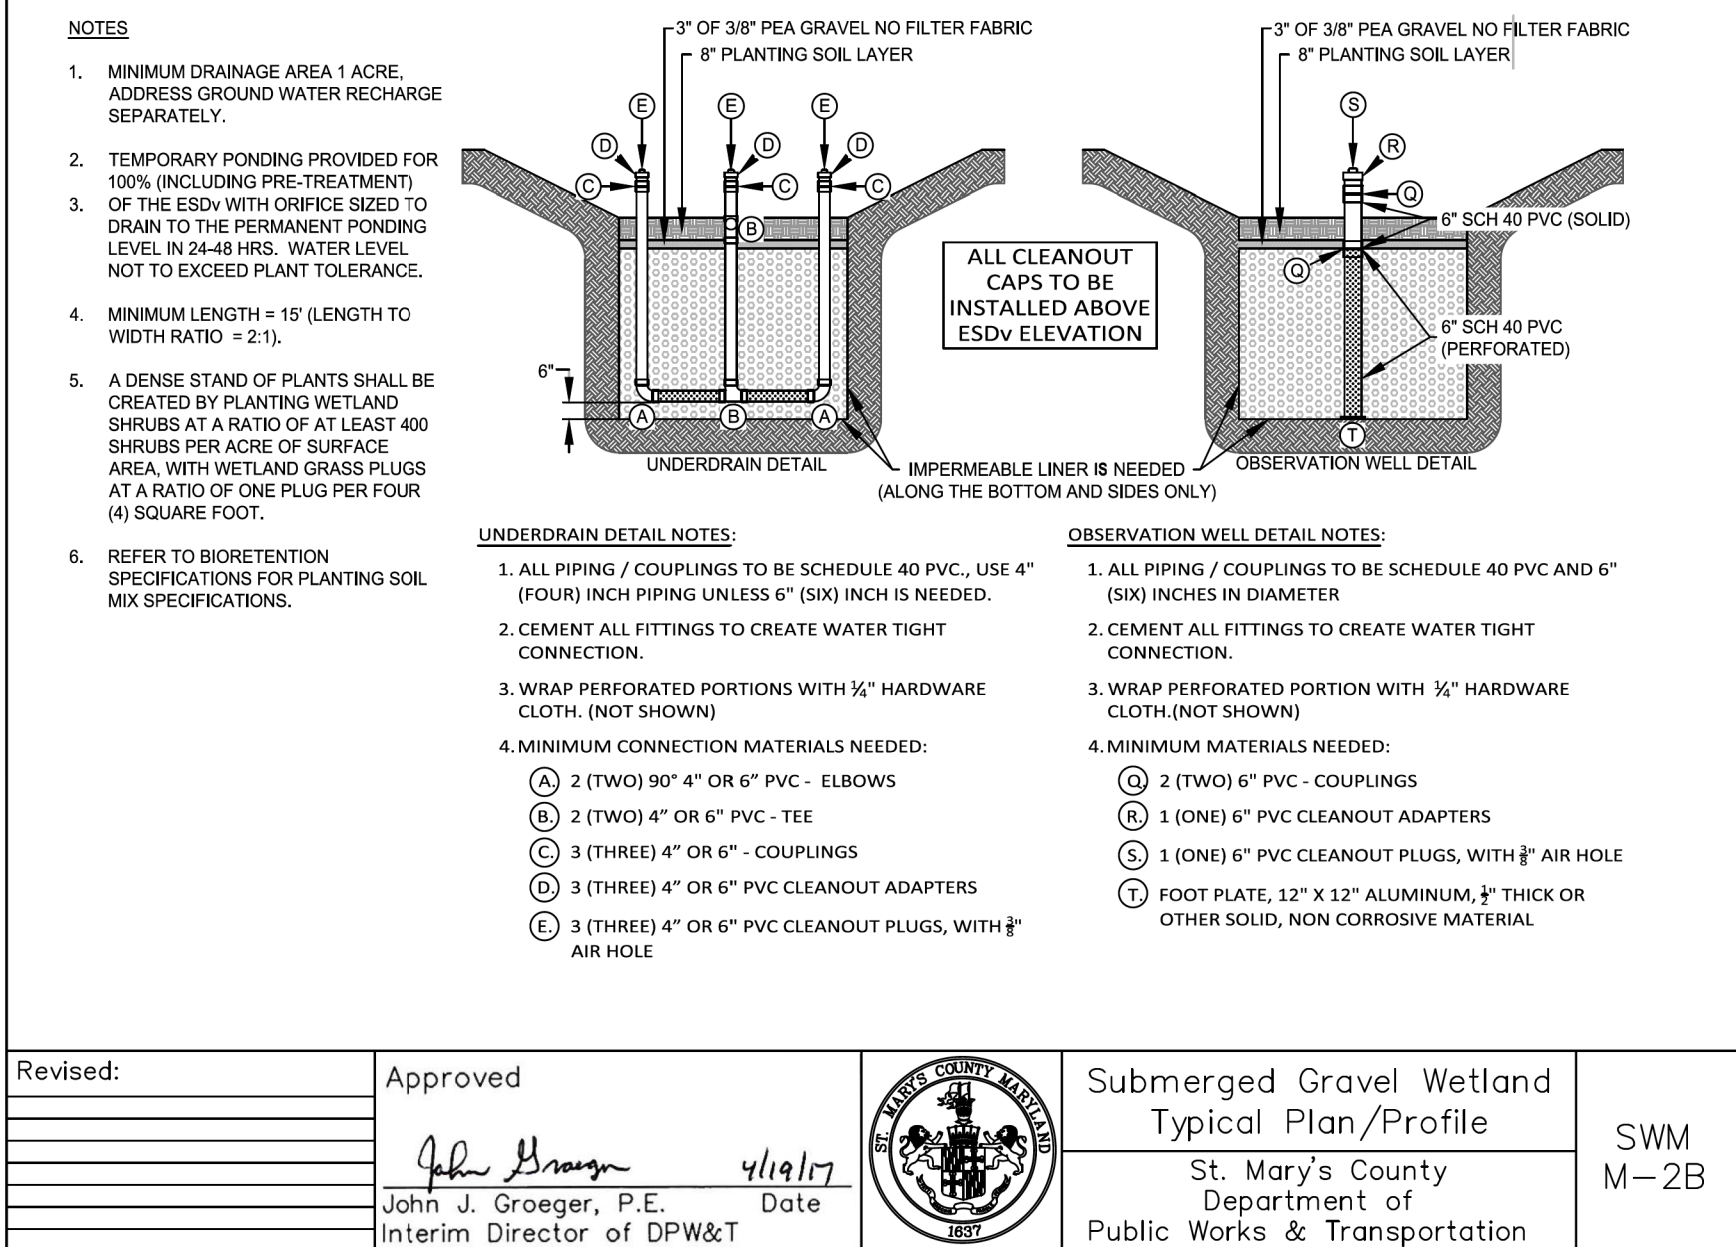 NOTES
1. MINIMUM DRAINAGE AREA 1 ACRE,
ADDRESS GROUND WATER RECHARGE
SEPARATELY.
2. TEMPORARY PONDING PROVIDED FOR
100% (INCLUDING PRE-TREATMENT)
3. OF THE ESDv WITH ORIFICE SIZED TO
DRAIN TO THE PERMANENT PONDING
LEVEL IN 24-48 HRS. WATER LEVEL
NOT TO EXCEED PLANT TOLERANCE.
4. MINIMUM LENGTH = 15' (LENGTH TO
WIDTH RATIO = 2:1).
5. A DENSE STAND OF PLANTS SHALL BE
CREATED BY PLANTING WETLAND
SHRUBS AT A RATIO OF AT LEAST 400
SHRUBS PER ACRE OF SURFACE
AREA, WITH WETLAND GRASS PLUGS
AT A RATIO OF ONE PLUG PER FOUR
(4) SQUARE FOOT.
6. REFER TO BIORETENTION
SPECIFICATIONS FOR PLANTING SOIL
MIX SPECIFICATIONS.
3" OF 3/8" PEA GRAVEL NO FILTER FABRIC
8" PLANTING SOIL LAYER
E E E
D D D
C C C
B
6"
A B A
UNDERDRAIN DETAIL
ALL CLEANOUT
CAPS TO BE
INSTALLED ABOVE
ESDv ELEVATION
3" OF 3/8" PEA GRAVEL NO FILTER FABRIC
8" PLANTING SOIL LAYER
S
R
Q
6" SCH 40 PVC (SOLID)
Q
6" SCH 40 PVC
(PERFORATED)
T
OBSERVATION WELL DETAIL
IMPERMEABLE LINER IS NEEDED
(ALONG THE BOTTOM AND SIDES ONLY)
UNDERDRAIN DETAIL NOTES:
1. ALL PIPING / COUPLINGS TO BE SCHEDULE 40 PVC., USE 4"
(FOUR) INCH PIPING UNLESS 6" (SIX) INCH IS NEEDED.
2. CEMENT ALL FITTINGS TO CREATE WATER TIGHT
CONNECTION.
3. WRAP PERFORATED PORTIONS WITH ¼" HARDWARE
CLOTH. (NOT SHOWN)
4. MINIMUM CONNECTION MATERIALS NEEDED:
A. 2 (TWO) 90° 4" OR 6" PVC - ELBOWS
B. 2 (TWO) 4" OR 6" PVC - TEE
C. 3 (THREE) 4" OR 6" - COUPLINGS
D. 3 (THREE) 4" OR 6" PVC CLEANOUT ADAPTERS
E. 3 (THREE) 4" OR 6" PVC CLEANOUT PLUGS, WITH ⅜"
AIR HOLE
OBSERVATION WELL DETAIL NOTES:
1. ALL PIPING / COUPLINGS TO BE SCHEDULE 40 PVC AND 6"
(SIX) INCHES IN DIAMETER
2. CEMENT ALL FITTINGS TO CREATE WATER TIGHT
CONNECTION.
3. WRAP PERFORATED PORTION WITH ¼" HARDWARE
CLOTH.(NOT SHOWN)
4. MINIMUM MATERIALS NEEDED:
Q. 2 (TWO) 6" PVC - COUPLINGS
R. 1 (ONE) 6" PVC CLEANOUT ADAPTERS
S. 1 (ONE) 6" PVC CLEANOUT PLUGS, WITH ⅜" AIR HOLE
T. FOOT PLATE, 12" X 12" ALUMINUM, ½" THICK OR
OTHER SOLID, NON CORROSIVE MATERIAL
Revised:
Approved
John Groeger 4/19/17
John J. Groeger, P.E. Date
Interim Director of DPW&T
ST. MARY'S COUNTY MARYLAND
1637
Submerged Gravel Wetland
Typical Plan/Profile
St. Mary's County
Department of
Public Works & Transportation
SWM
M-2B